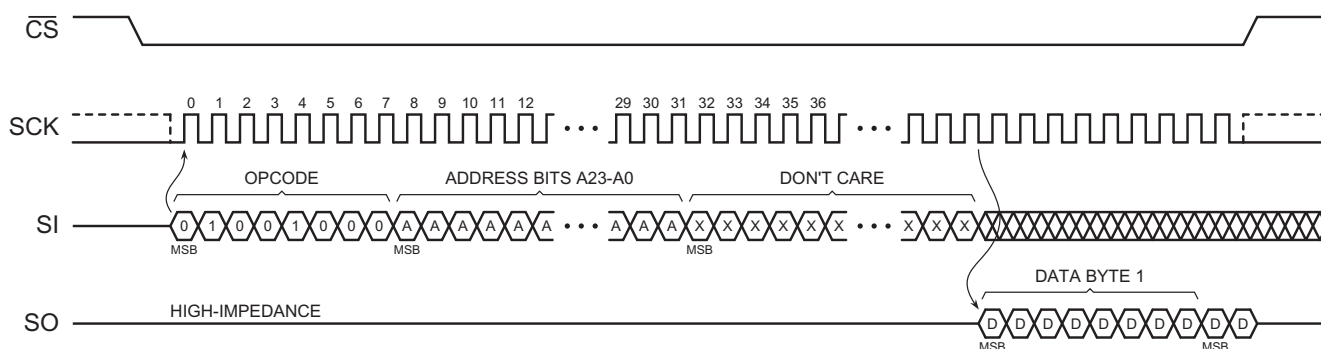 CS
0 1 2 3 4 5 6 7 8 9 10 11 12 29 30 31 32 33 34 35 36
SCK
OPCODE ADDRESS BITS A23-A0 DON'T CARE
SI 0 1 0 0 1 0 0 0 A A A A A A A A A X X X X X X X X X
MSB MSB MSB
DATA BYTE 1
HIGH-IMPEDANCE
SO D D D D D D D D D D
MSB MSB